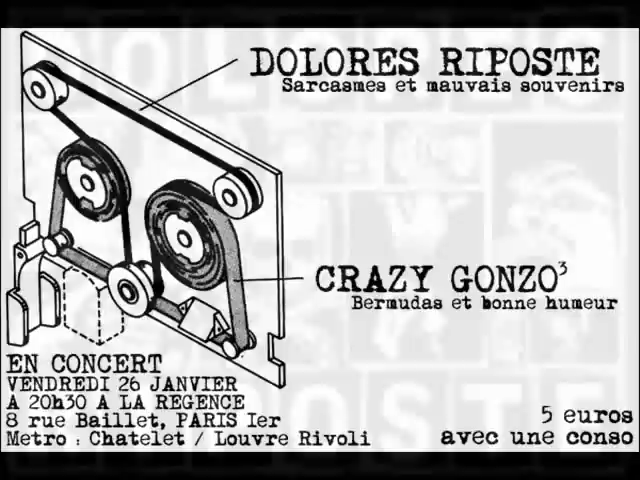 DOLORES RIPOSTE
Sarcasmes et mauvais souvenirs
CRAZY GONZO³
Bermudas et bonne humeur
EN CONCERT
VENDREDI 26 JANVIER
A 20h30 A LA REGENCE
8 rue Baillet, PARIS Ier
Metro : Chatelet / Louvre Rivoli
5 euros
avec une conso